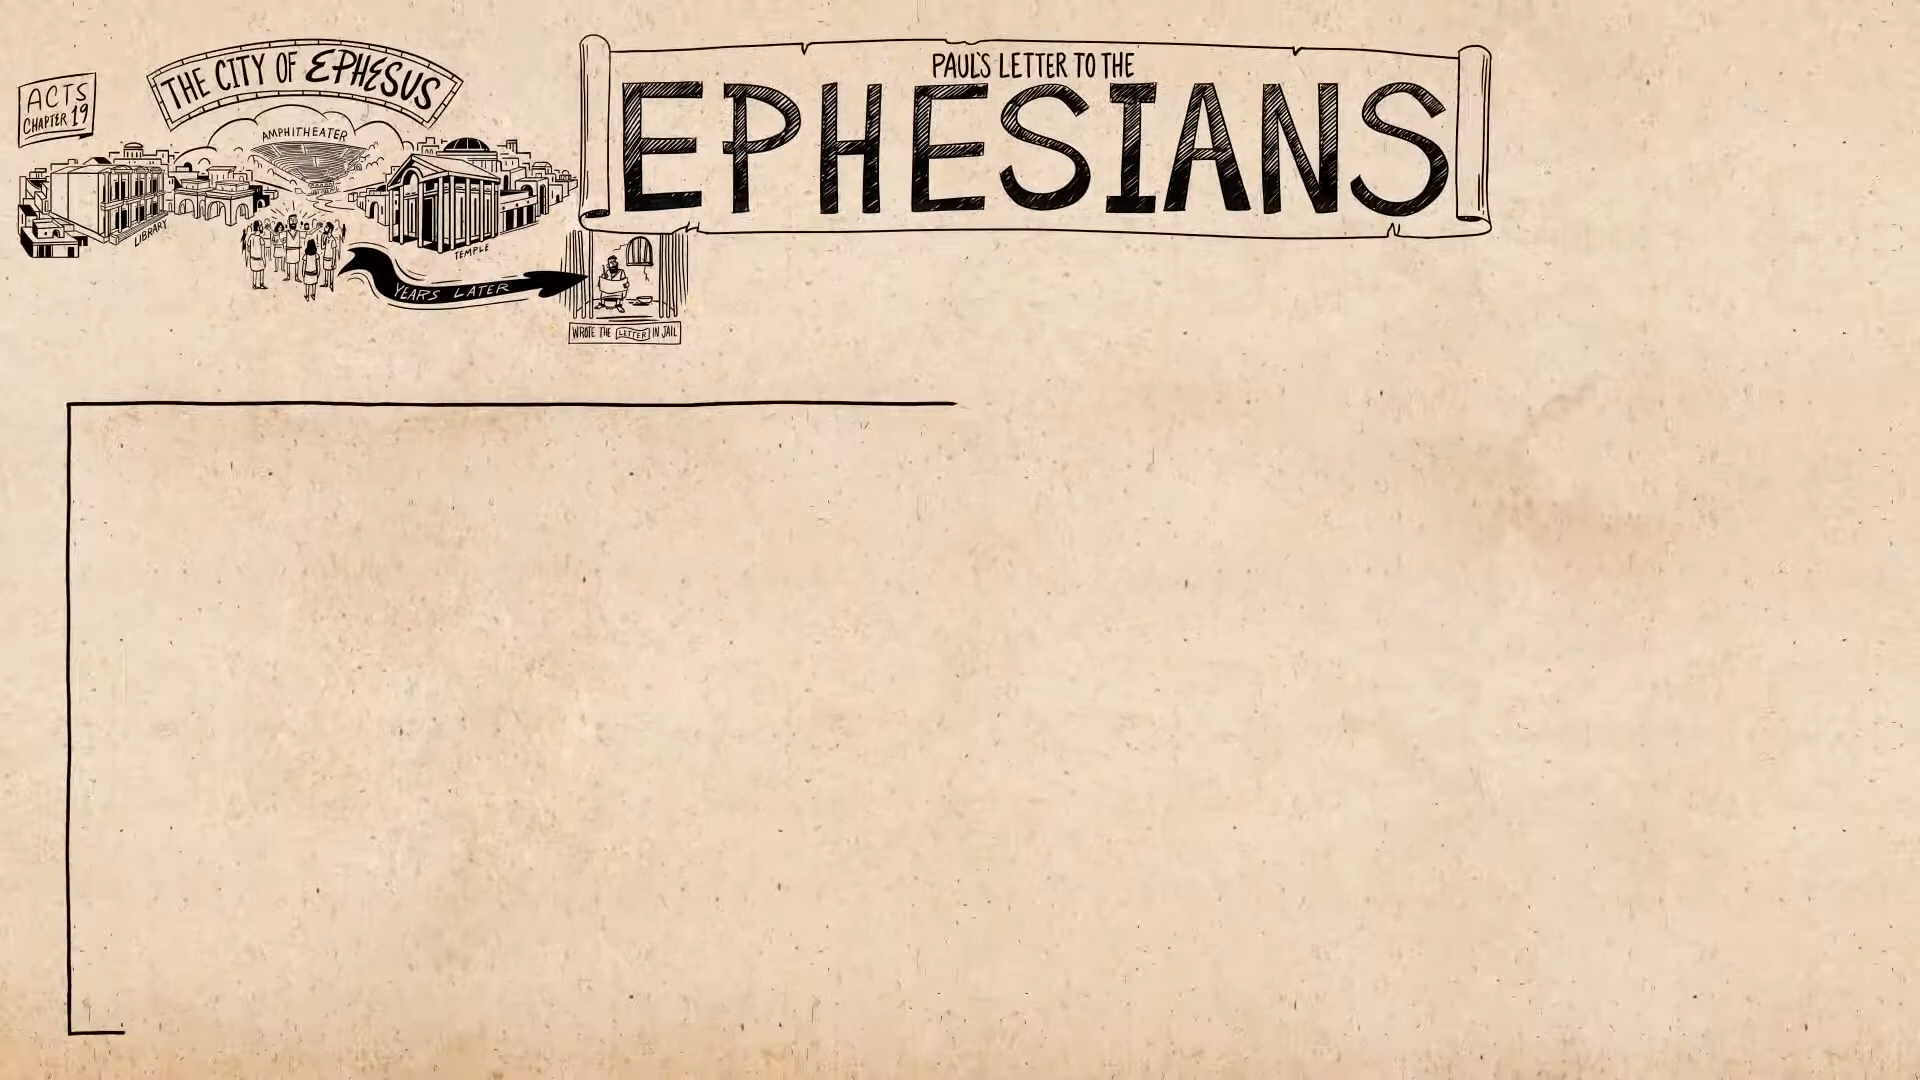 ACTS
CHAPTER 19
THE CITY OF EPHESUS
AMPHITHEATER
LIBRARY
TEMPLE
YEARS LATER
WROTE THE LETTER IN JAIL
PAUL'S LETTER TO THE
EPHESIANS